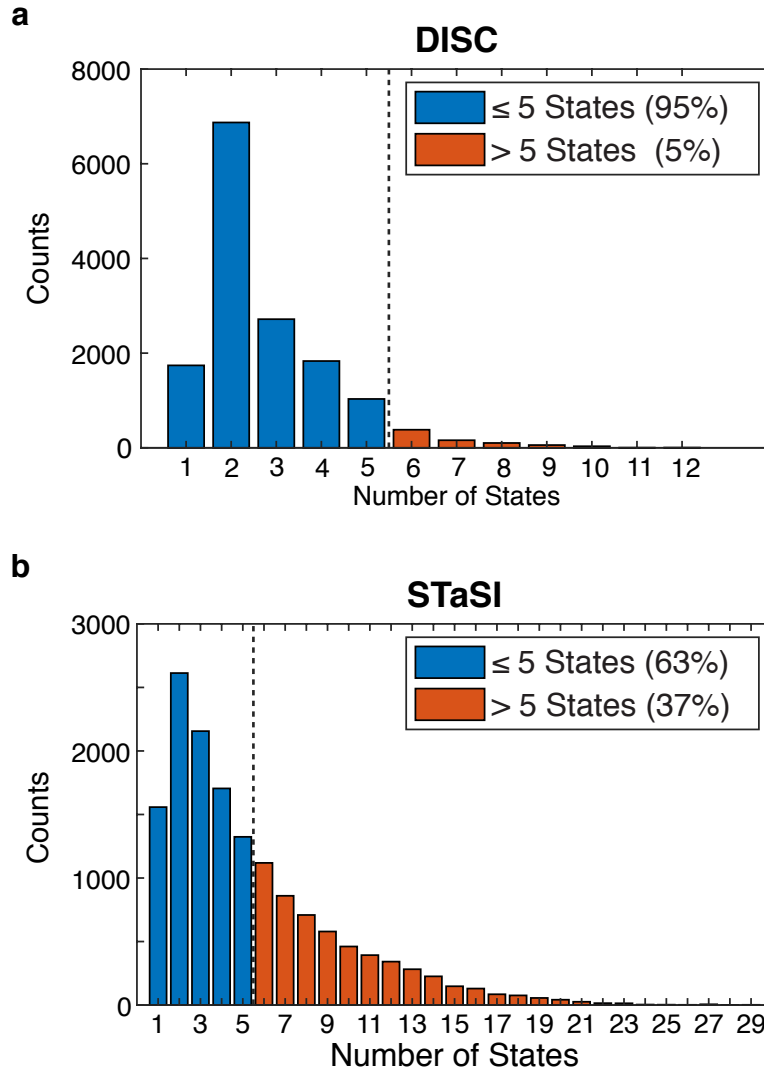 a
DISC
8000
6000
4000
2000
0
Counts
≤ 5 States (95%)
> 5 States (5%)
1 2 3 4 5 6 7 8 9 10 11 12
Number of States
b
STaSI
3000
2000
1000
0
Counts
≤ 5 States (63%)
> 5 States (37%)
1 3 5 7 9 11 13 15 17 19 21 23 25 27 29
Number of States